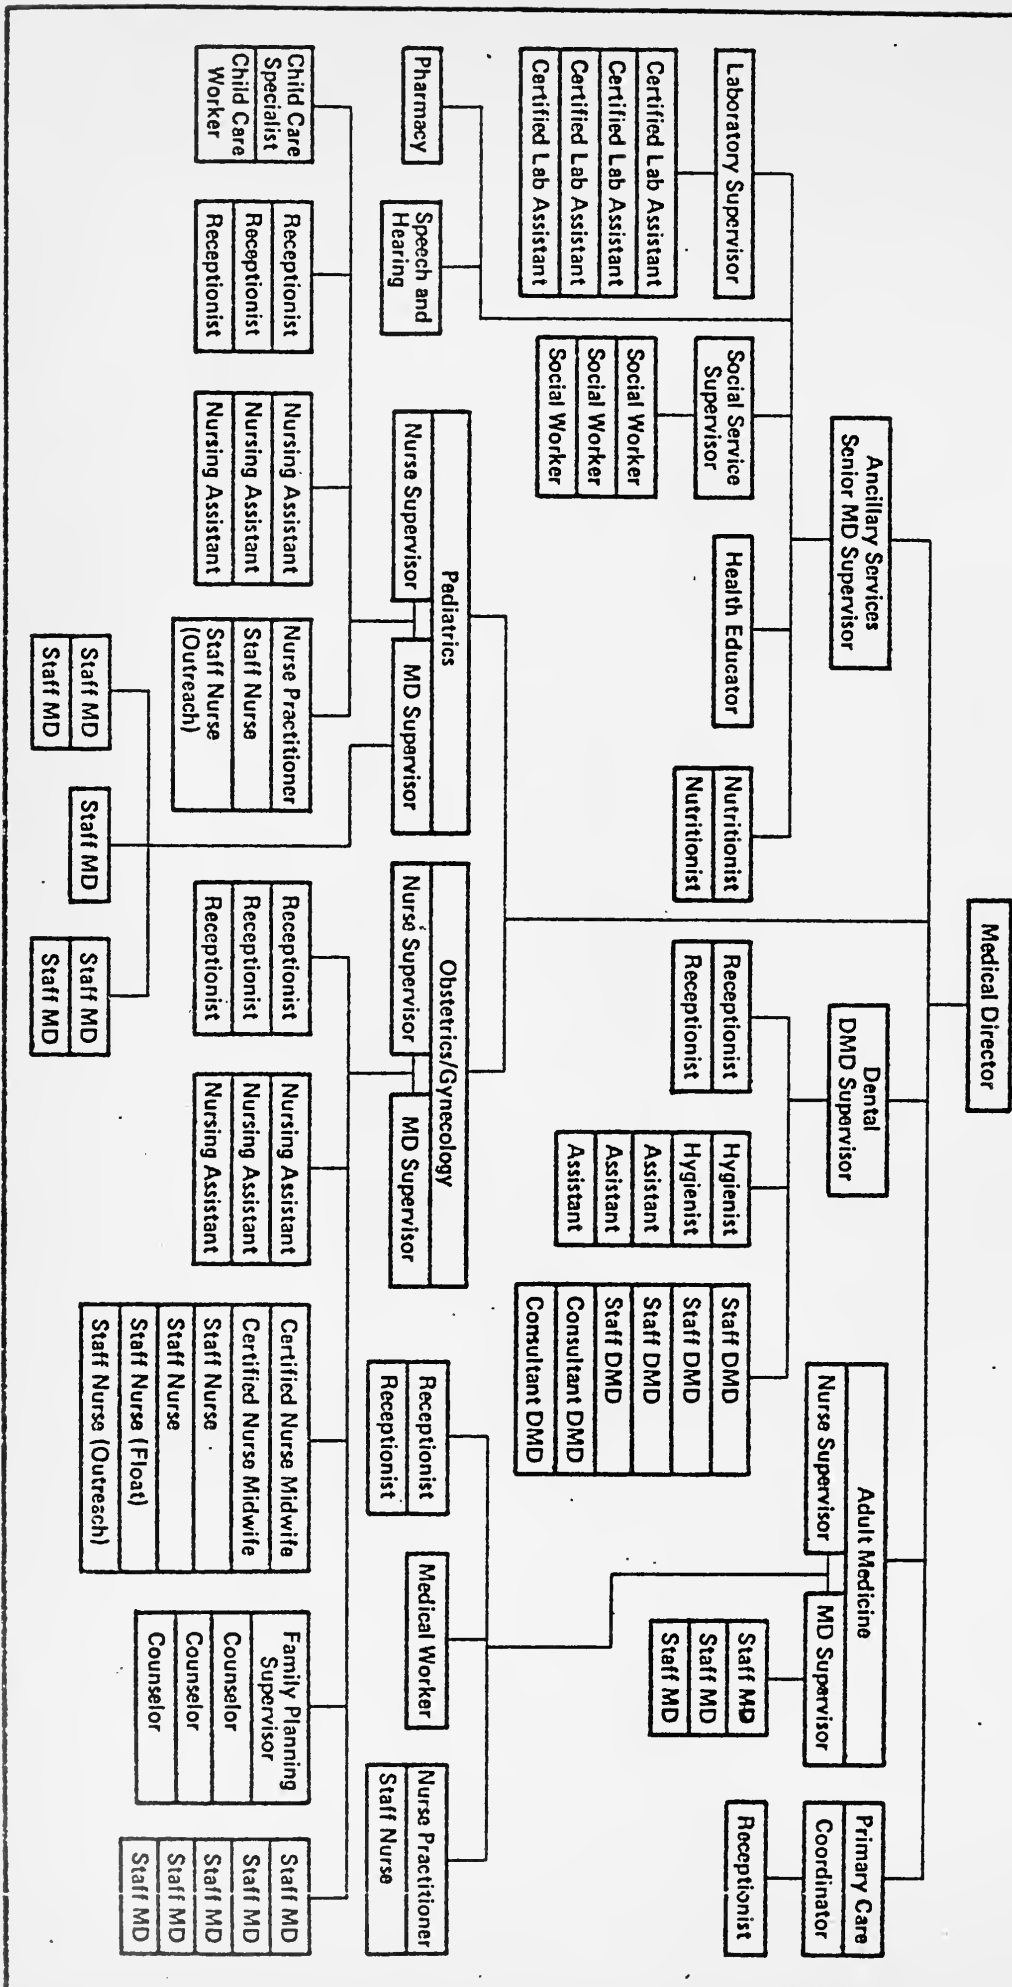 Medical Director
Ancillary Services
Senior MD Supervisor
Dental
DMD Supervisor
Adult Medicine
Nurse Supervisor
MD Supervisor
Primary Care
Coordinator
Laboratory Supervisor
Certified Lab Assistant
Certified Lab Assistant
Certified Lab Assistant
Certified Lab Assistant
Social Service
Supervisor
Social Worker
Social Worker
Social Worker
Health Educator
Nutritionist
Nutritionist
Receptionist
Receptionist
Hygienist
Hygienist
Assistant
Assistant
Assistant
Staff DMD
Staff DMD
Staff DMD
Staff DMD
Consultant DMD
Consultant DMD
Staff MD
Staff MD
Staff MD
Receptionist
Pharmacy
Speech and
Hearing
Pediatrics
Nurse Supervisor
MD Supervisor
Obstetrics/Gynecology
Nurse Supervisor
MD Supervisor
Receptionist
Receptionist
Medical Worker
Nurse Practitioner
Staff Nurse
Child Care
Specialist
Child Care
Worker
Receptionist
Receptionist
Receptionist
Nursing Assistant
Nursing Assistant
Nursing Assistant
Nurse Practitioner
Staff Nurse
Staff Nurse
(Outreach)
Receptionist
Receptionist
Receptionist
Nursing Assistant
Nursing Assistant
Nursing Assistant
Certified Nurse Midwife
Certified Nurse Midwife
Staff Nurse
Staff Nurse
Staff Nurse (Float)
Staff Nurse (Outreach)
Family Planning
Supervisor
Counselor
Counselor
Counselor
Staff MD
Staff MD
Staff MD
Staff MD
Staff MD
Staff MD
Staff MD
Staff MD
Staff MD
Staff MD